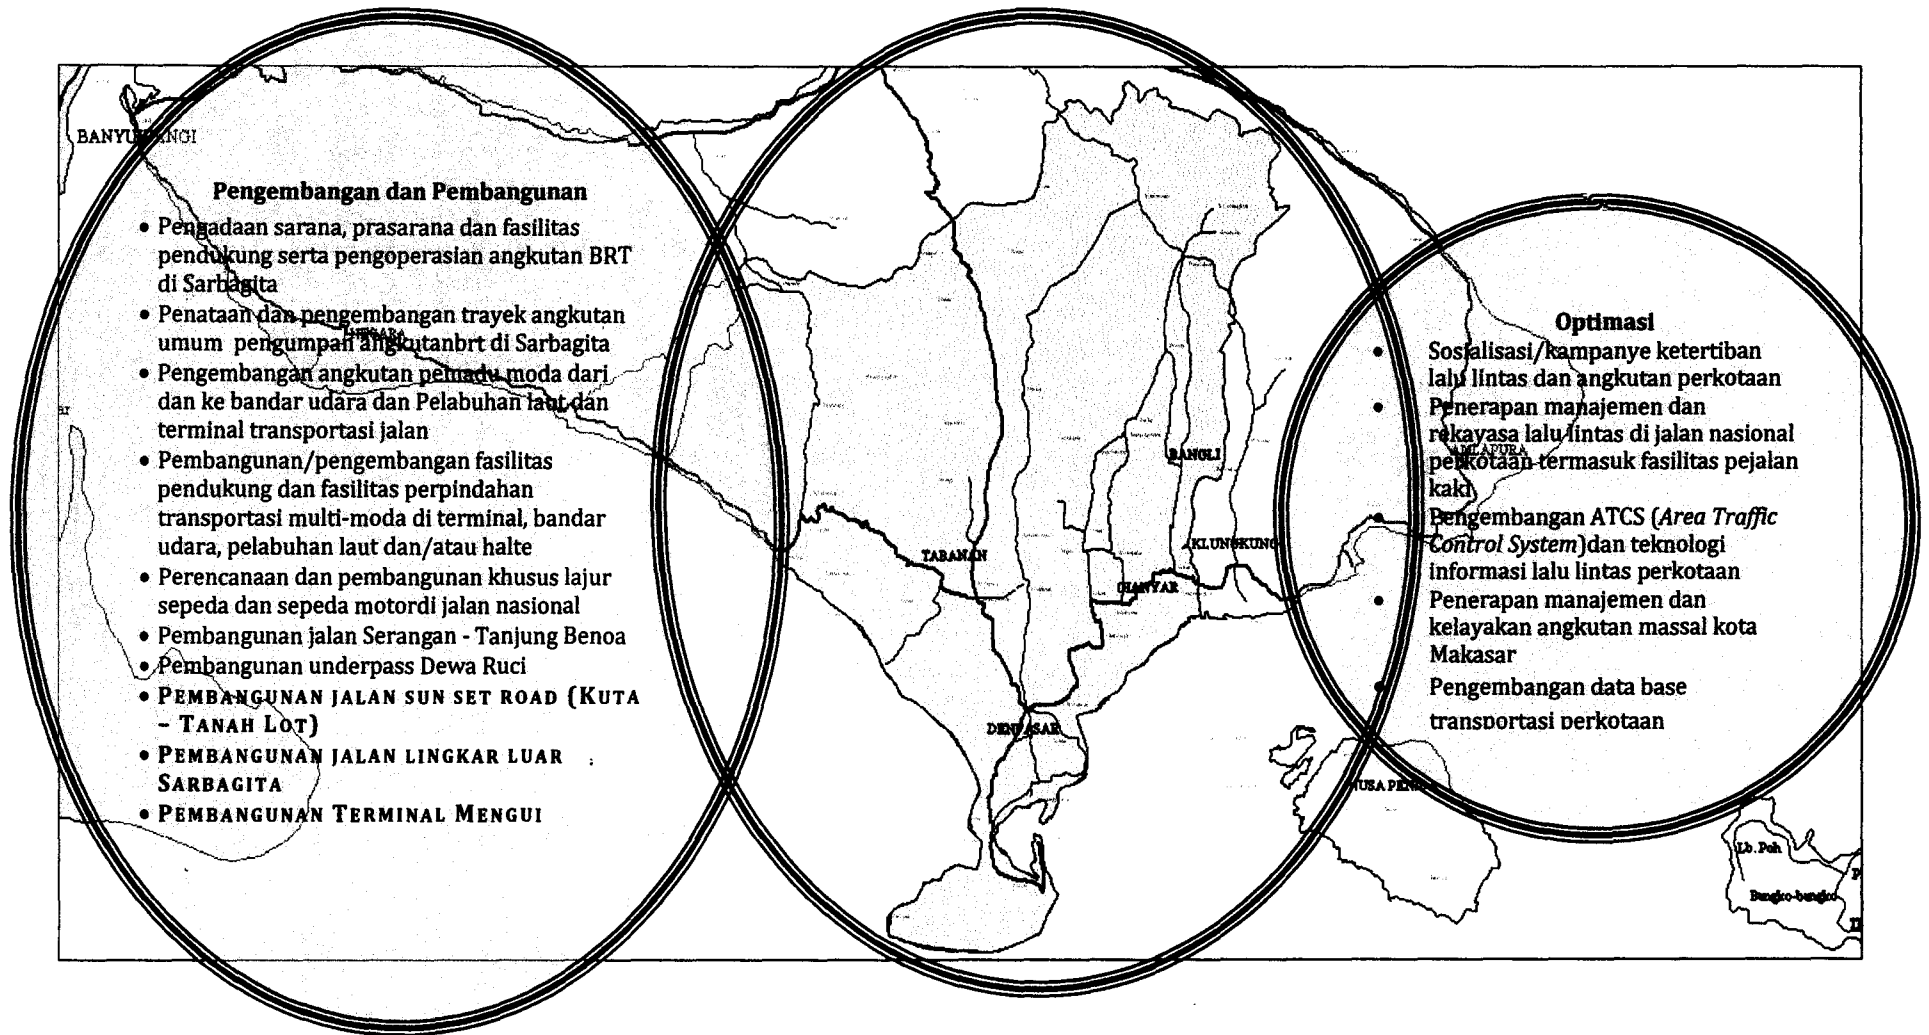 BANYUWANGI
Pengembangan dan Pembangunan
• Pengadaan sarana, prasarana dan fasilitas
pendukung serta pengoperasian angkutan BRT
di Sarbagita
• Penataan dan pengembangan trayek angkutan
umum pengumpan angkutanbrt di Sarbagita
• Pengembangan angkutan pemadu moda dari
dan ke bandar udara dan Pelabuhan laut dan
terminal transportasi jalan
• Pembangunan/pengembangan fasilitas
pendukung dan fasilitas perpindahan
transportasi multi-moda di terminal, bandar
udara, pelabuhan laut dan/atau halte
• Perencanaan dan pembangunan khusus lajur
sepeda dan sepeda motordi jalan nasional
• Pembangunan jalan Serangan - Tanjung Benoa
• Pembangunan underpass Dewa Ruci
• PEMBANGUNAN JALAN SUN SET ROAD (KUTA
– TANAH LOT)
• PEMBANGUNAN JALAN LINGKAR LUAR
SARBAGITA
• PEMBANGUNAN TERMINAL MENGUI
NEGARA
TABANAN
BANGLI
KLUNGKUNG
GIANYAR
DENPASAR
Optimasi
• Sosialisasi/kampanye ketertiban
lalu lintas dan angkutan perkotaan
• Penerapan manajemen dan
rekayasa lalu lintas di jalan nasional
perkotaan termasuk fasilitas pejalan
kaki
• Pengembangan ATCS (Area Traffic
Control System)dan teknologi
informasi lalu lintas perkotaan
• Penerapan manajemen dan
kelayakan angkutan massal kota
Makasar
• Pengembangan data base
transportasi perkotaan
AMLAPURA
NUSA PENIDA
Lb. Poh
Bangko-bangko